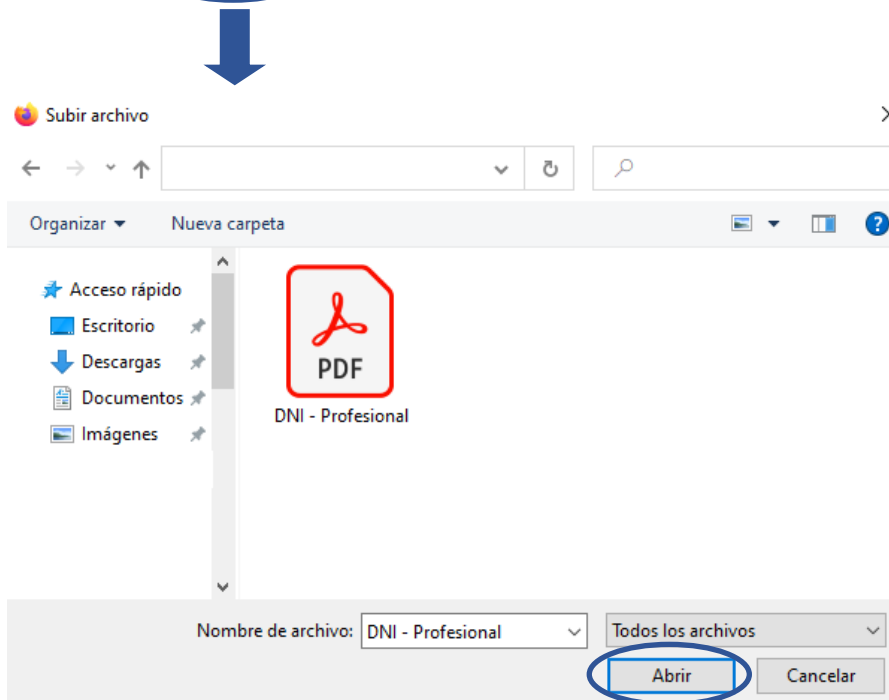 Subir archivo
Organizar
Nueva carpeta
?
Acceso rápido
Escritorio
Descargas
Documentos
Imágenes
PDF
DNI - Profesional
Nombre de archivo: DNI - Profesional
Todos los archivos
Abrir
Cancelar